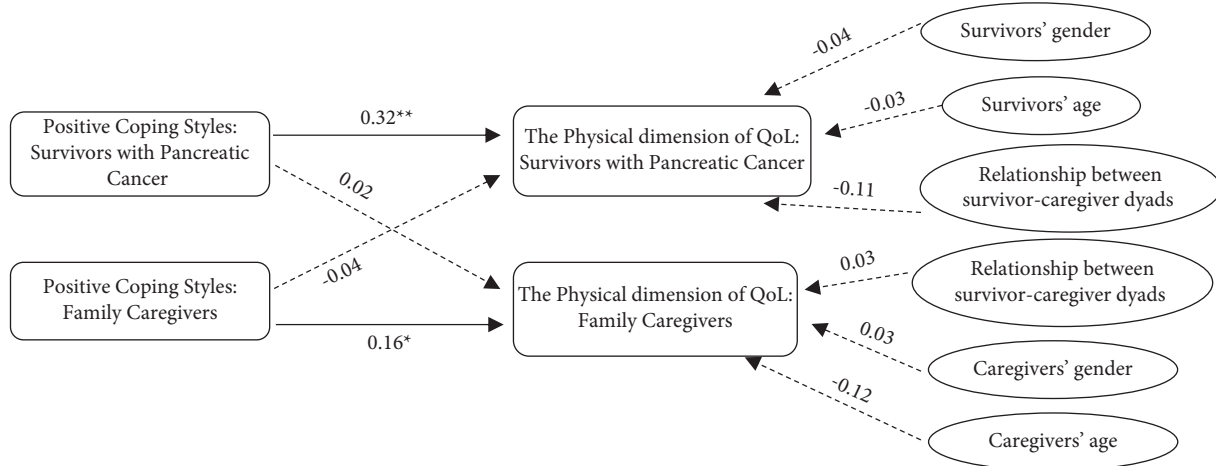 Positive Coping Styles:
Survivors with Pancreatic
Cancer
Positive Coping Styles:
Family Caregivers
0.32**
0.02
-0.04
0.16*
The Physical dimension of QoL:
Survivors with Pancreatic Cancer
The Physical dimension of QoL:
Family Caregivers
-0.04
-0.03
-0.11
0.03
0.03
-0.12
Survivors’ gender
Survivors’ age
Relationship between
survivor-caregiver dyads
Relationship between
survivor-caregiver dyads
Caregivers’ gender
Caregivers’ age